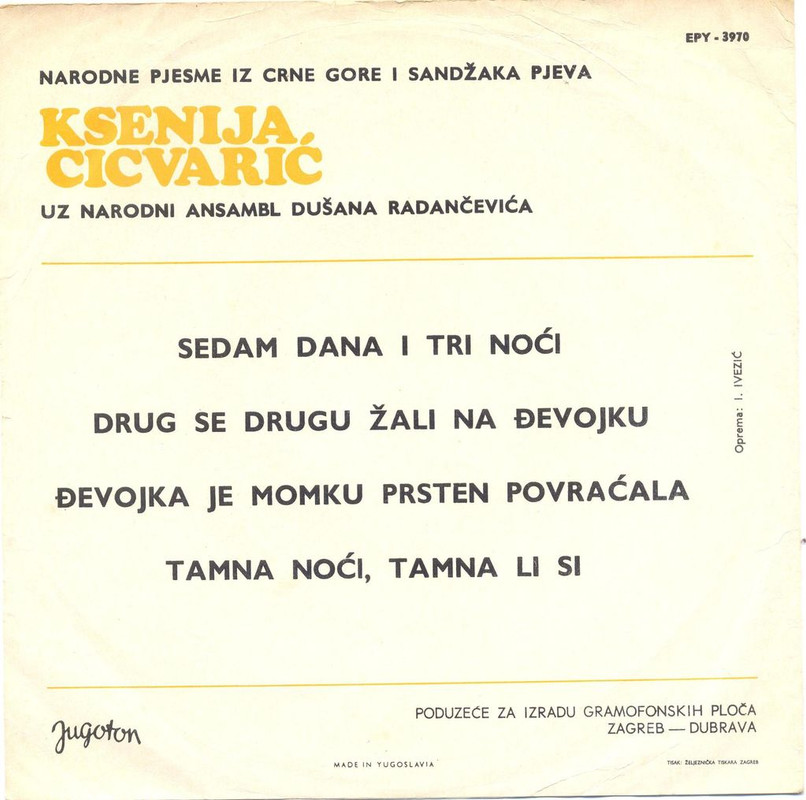 EPY - 3970
NARODNE PJESME IZ CRNE GORE I SANDŽAKA PJEVA
KSENIJA
CICVARIĆ
UZ NARODNI ANSAMBL DUŠANA RADANČEVIĆA
SEDAM DANA I TRI NOĆI
DRUG SE DRUGU ŽALI NA ĐEVOJKU
ĐEVOJKA JE MOMKU PRSTEN POVRAĆALA
TAMNA NOĆI, TAMNA LI SI
Oprema: I. IVEZIĆ
Jugoton
PODUZEĆE ZA IZRADU GRAMOFONSKIH PLOČA
ZAGREB — DUBRAVA
MADE IN YUGOSLAVIA
TISAK: ŽELJEZNIČKA TISKARA ZAGREB